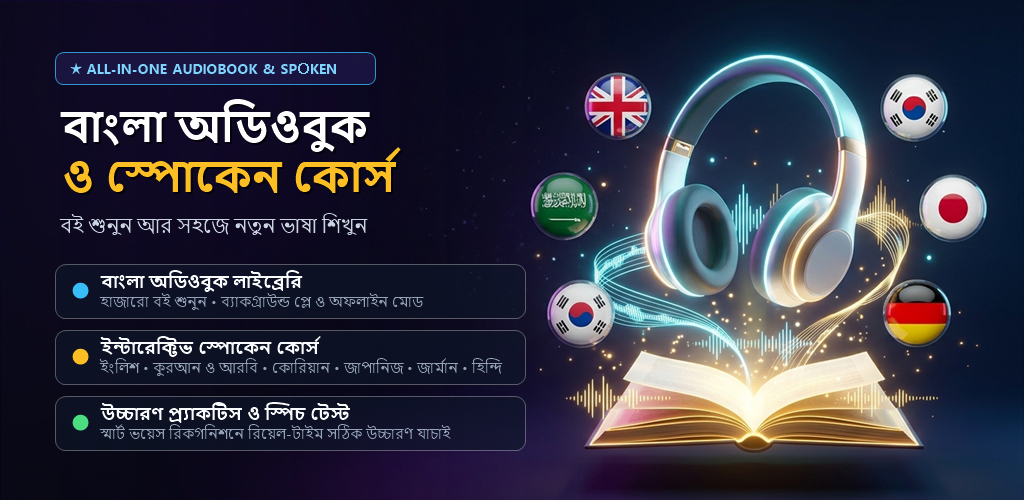 ★ ALL-IN-ONE AUDIOBOOK & SPOKEN
বাংলা অডিওবুক
ও স্পোকেন কোর্স
বই শুনুন আর সহজে নতুন ভাষা শিখুন
বাংলা অডিওবুক লাইব্রেরি
হাজারো বই শুনুন • ব্যাকগ্রাউন্ড প্লে ও অফলাইন মোড
ইন্টারেক্টিভ স্পোকেন কোর্স
ইংলিশ • কুরআন ও আরবি • কোরিয়ান • জাপানিজ • জার্মান • হিন্দি
উচ্চারণ প্র্যাকটিস ও স্পিচ টেস্ট
স্মার্ট ভয়েস রিকগনিশনে রিয়েল-টাইম সঠিক উচ্চারণ যাচাই